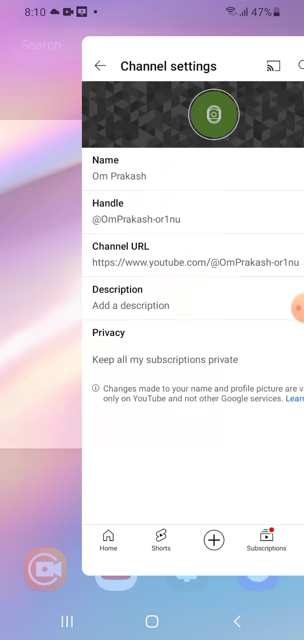 8:10
47%
Search
Channel settings
Name
Om Prakash
Handle
@OmPrakash-or1nu
Channel URL
https://www.youtube.com/@OmPrakash-or1nu
Description
Add a description
Privacy
Keep all my subscriptions private
Changes made to your name and profile picture are v
only on YouTube and not other Google services. Lear
Home
Shorts
Subscriptions